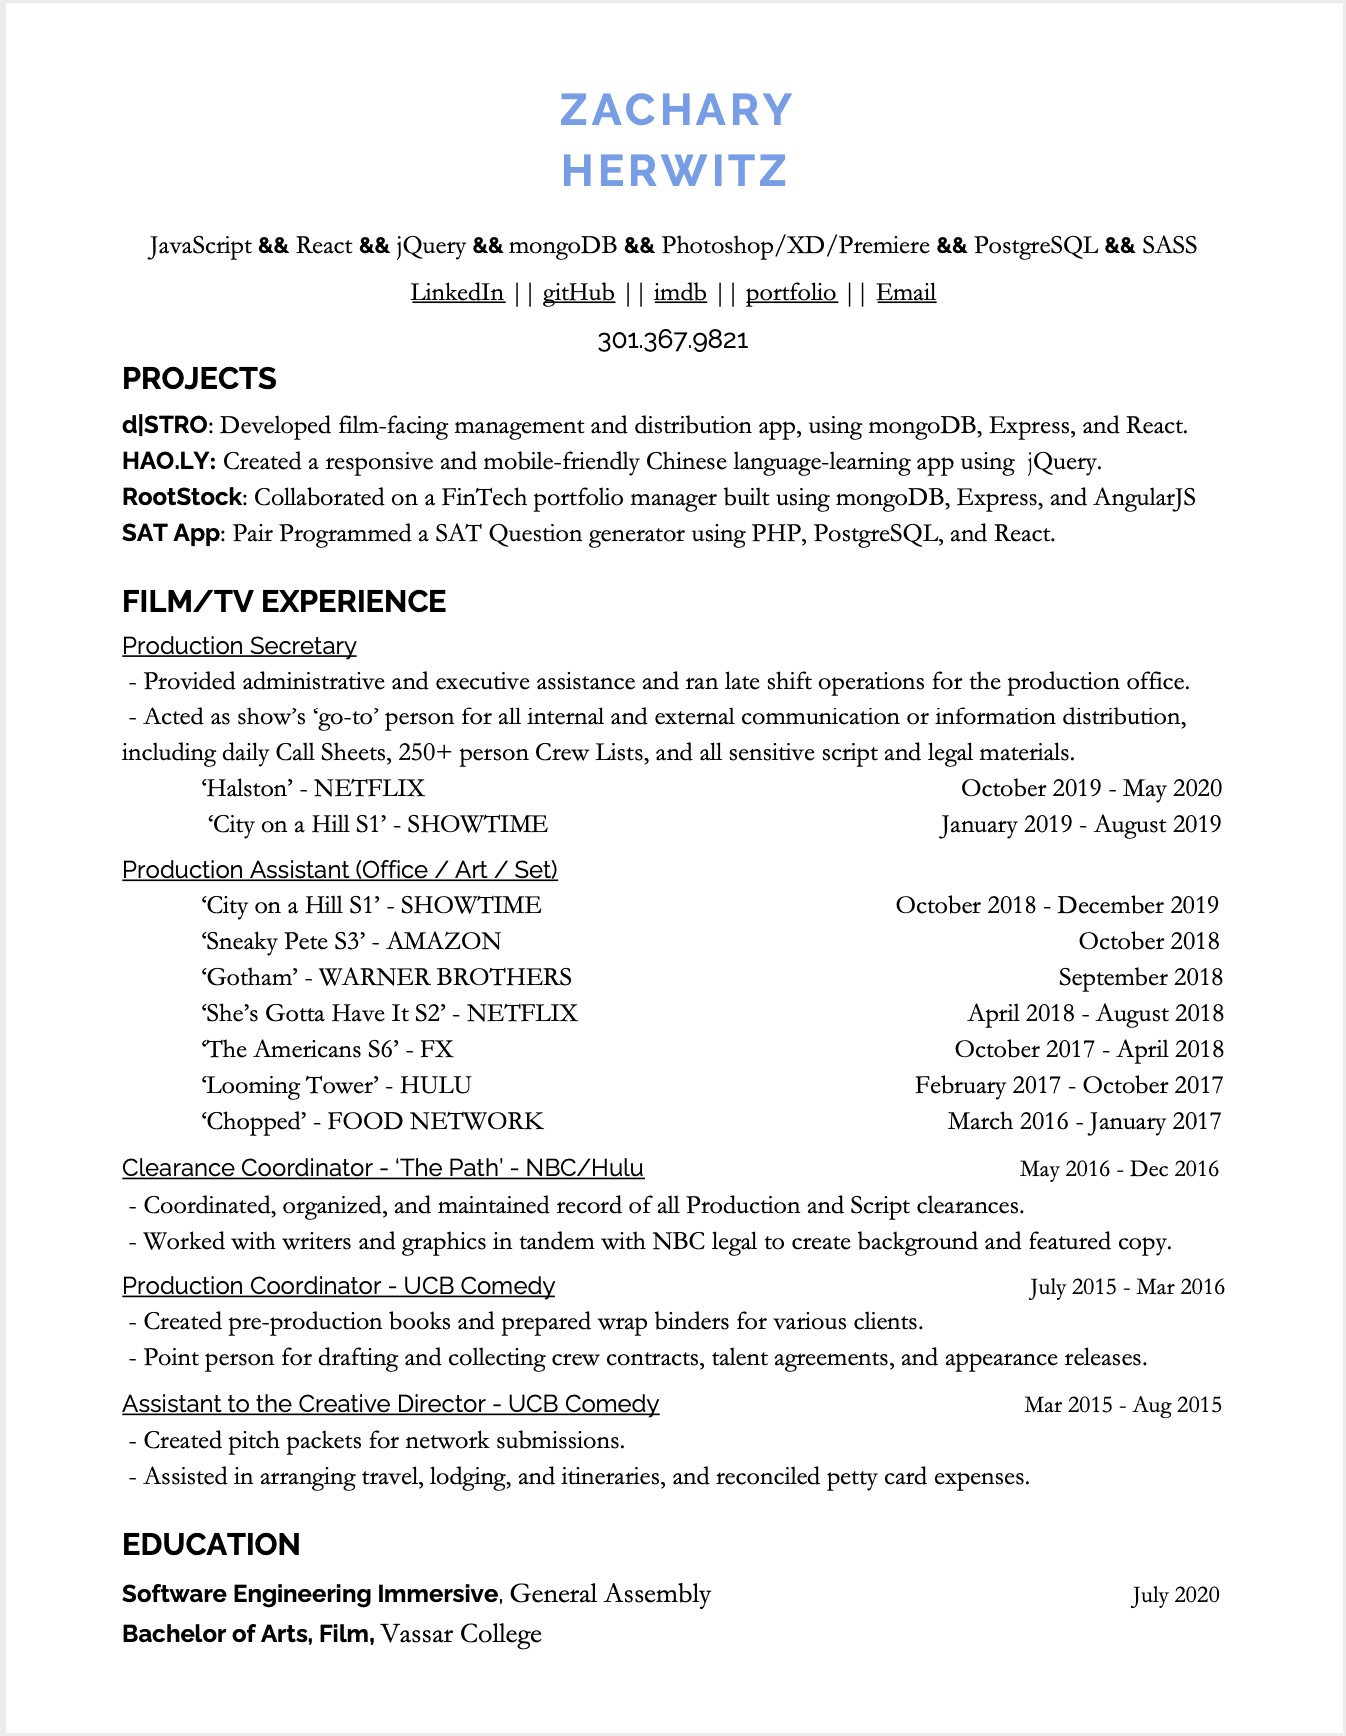 ZACHARY
HERWITZ
JavaScript && React && jQuery && mongoDB && Photoshop/XD/Premiere && PostgreSQL && SASS
LinkedIn || gitHub || imdb || portfolio || Email
301.367.9821
PROJECTS
d|STRO: Developed film-facing management and distribution app, using mongoDB, Express, and React.
HAO.LY: Created a responsive and mobile-friendly Chinese language-learning app using jQuery.
RootStock: Collaborated on a FinTech portfolio manager built using mongoDB, Express, and AngularJS
SAT App: Pair Programmed a SAT Question generator using PHP, PostgreSQL, and React.
FILM/TV EXPERIENCE
Production Secretary
- Provided administrative and executive assistance and ran late shift operations for the production office.
- Acted as show's ‘go-to’ person for all internal and external communication or information distribution,
including daily Call Sheets, 250+ person Crew Lists, and all sensitive script and legal materials.
‘Halston’ - NETFLIX October 2019 - May 2020
‘City on a Hill S1’ - SHOWTIME January 2019 - August 2019
Production Assistant (Office / Art / Set)
‘City on a Hill S1’ - SHOWTIME October 2018 - December 2019
‘Sneaky Pete S3’ - AMAZON October 2018
‘Gotham’ - WARNER BROTHERS September 2018
‘She’s Gotta Have It S2’ - NETFLIX April 2018 - August 2018
‘The Americans S6’ - FX October 2017 - April 2018
‘Looming Tower’ - HULU February 2017 - October 2017
‘Chopped’ - FOOD NETWORK March 2016 - January 2017
Clearance Coordinator - ‘The Path’ - NBC/Hulu May 2016 - Dec 2016
- Coordinated, organized, and maintained record of all Production and Script clearances.
- Worked with writers and graphics in tandem with NBC legal to create background and featured copy.
Production Coordinator - UCB Comedy July 2015 - Mar 2016
- Created pre-production books and prepared wrap binders for various clients.
- Point person for drafting and collecting crew contracts, talent agreements, and appearance releases.
Assistant to the Creative Director - UCB Comedy Mar 2015 - Aug 2015
- Created pitch packets for network submissions.
- Assisted in arranging travel, lodging, and itineraries, and reconciled petty card expenses.
EDUCATION
Software Engineering Immersive, General Assembly July 2020
Bachelor of Arts, Film, Vassar College